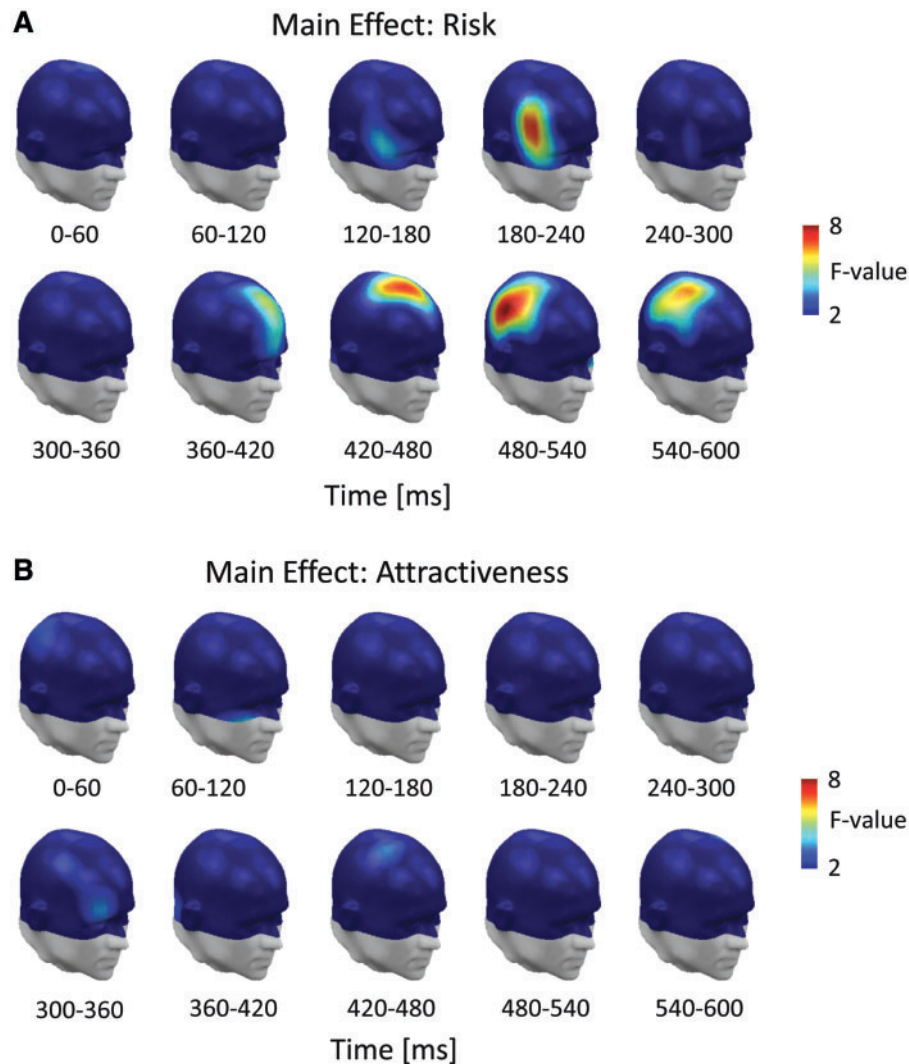 A
Main Effect: Risk
0-60 60-120 120-180 180-240 240-300
8
F-value
2
300-360 360-420 420-480 480-540 540-600
Time [ms]
B
Main Effect: Attractiveness
0-60 60-120 120-180 180-240 240-300
8
F-value
2
300-360 360-420 420-480 480-540 540-600
Time [ms]